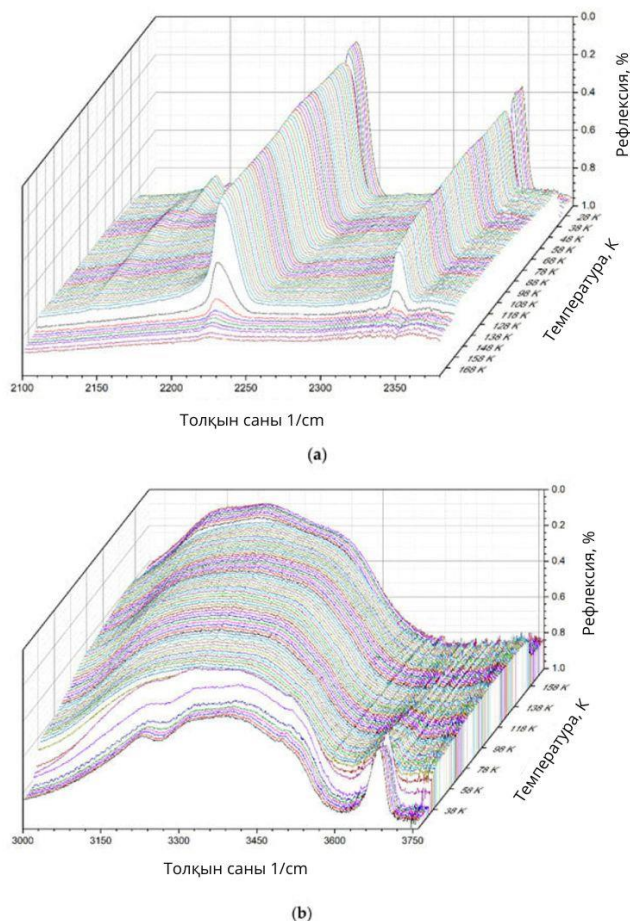 0.0
0.2
0.4
0.6
0.8
1.0
Рефлексия, %
28 K
38 K
48 K
58 K
68 K
78 K
88 K
98 K
108 K
118 K
128 K
138 K
148 K
158 K
168 K
Температура, К
2100 2150 2200 2250 2300 2350
Толқын саны 1/cm
(a)
0.0
0.2
0.4
0.6
0.8
1.0
Рефлексия, %
158 K
138 K
118 K
98 K
78 K
58 K
38 K
Температура, К
3000 3150 3300 3450 3600 3750
Толқын саны 1/cm
(b)